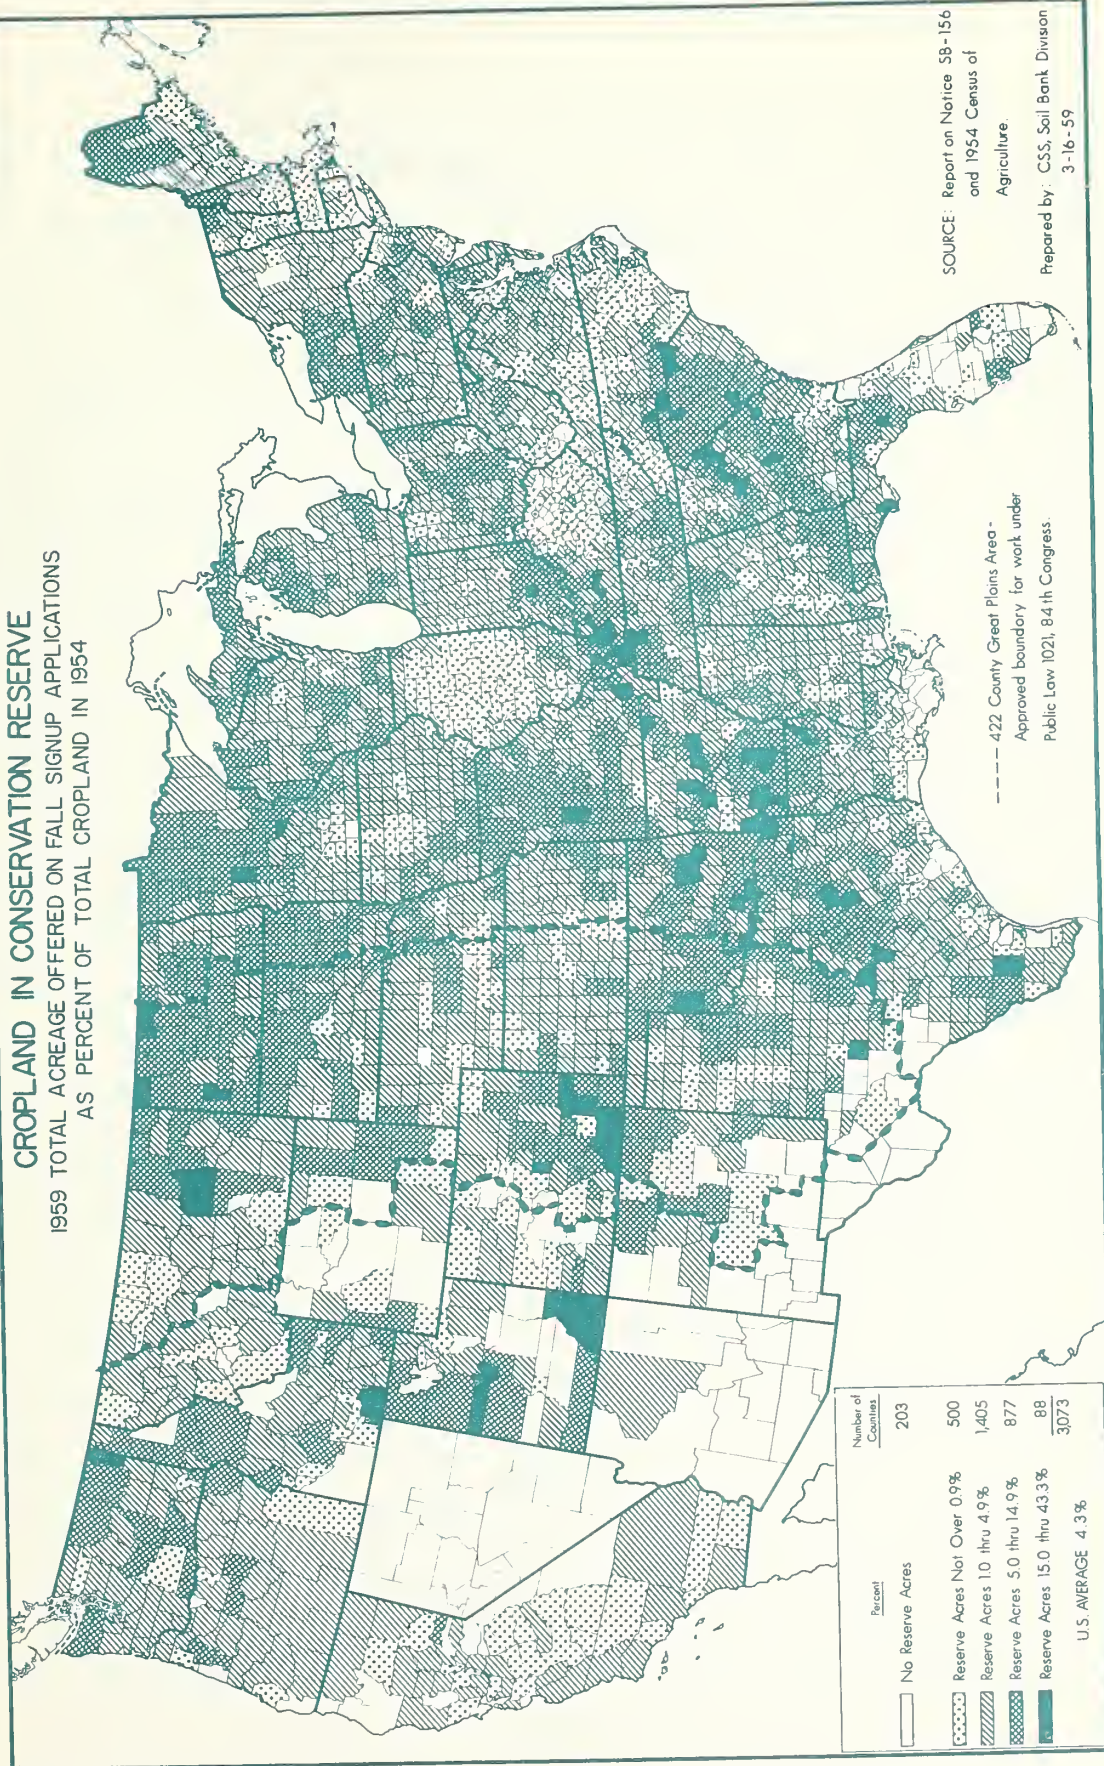 CROPLAND IN CONSERVATION RESERVE
1959 TOTAL ACREAGE OFFERED ON FALL SIGNUP APPLICATIONS
AS PERCENT OF TOTAL CROPLAND IN 1954
---- 422 County Great Plains Area -
Approved boundary for work under
Public Law 1021, 84th Congress.
SOURCE: Report on Notice SB-156
and 1954 Census of
Agriculture.
Prepared by: CSS, Soil Bank Division
3-16-59
Percent
Number of
Counties
No Reserve Acres 203
Reserve Acres Not Over 0.9% 500
Reserve Acres 1.0 thru 4.9% 1,405
Reserve Acres 5.0 thru 14.9% 877
Reserve Acres 15.0 thru 43.3% 88
3,073
U.S. AVERAGE 4.3%